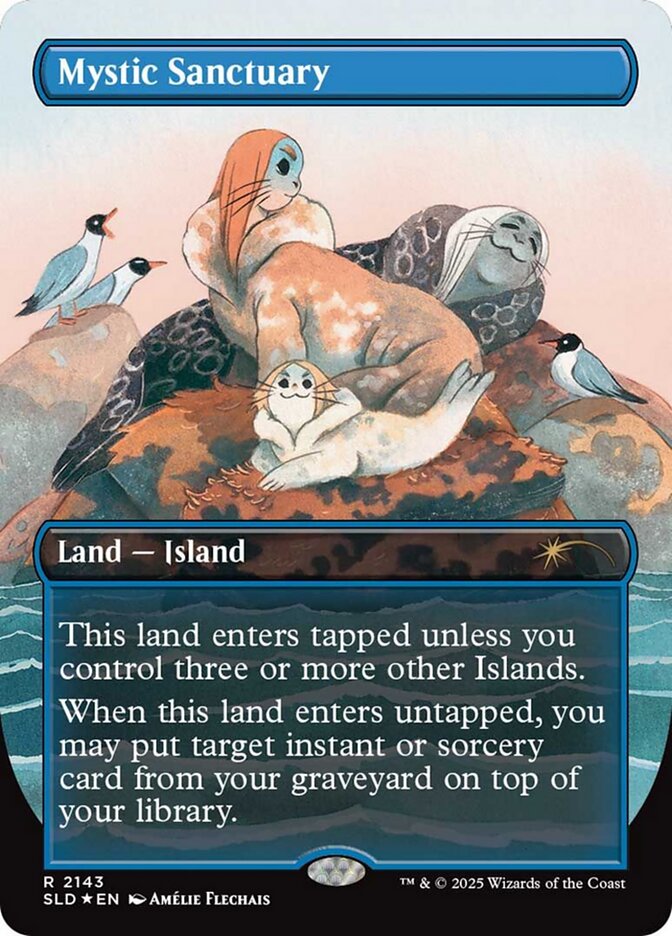 Mystic Sanctuary
Land — Island
This land enters tapped unless you
control three or more other Islands.
When this land enters untapped, you
may put target instant or sorcery
card from your graveyard on top of
your library.
R 2143
SLD ★ EN Amélie Flechais
™ & © 2025 Wizards of the Coast